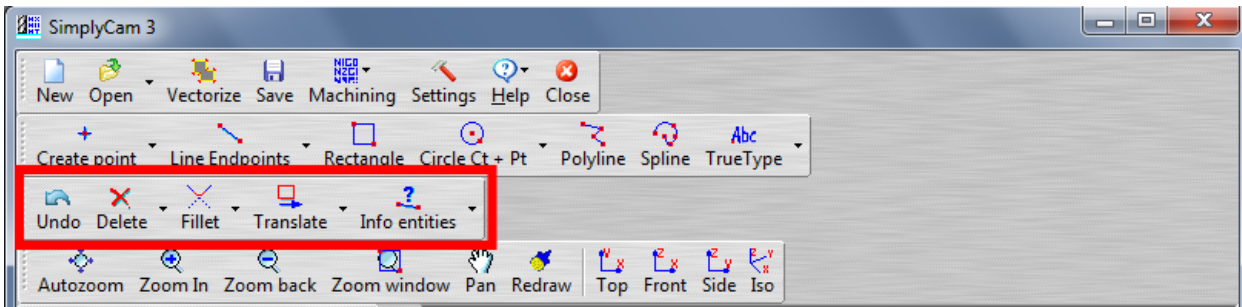 SimplyCam 3
New Open Vectorize Save Machining Settings Help Close
Abc
Create point Line Endpoints Rectangle Circle Ct + Pt Polyline Spline TrueType
?
Undo Delete Fillet Translate Info entities
Y X Z X Z Y Z Y X
Autozoom Zoom In Zoom back Zoom window Pan Redraw Top Front Side Iso